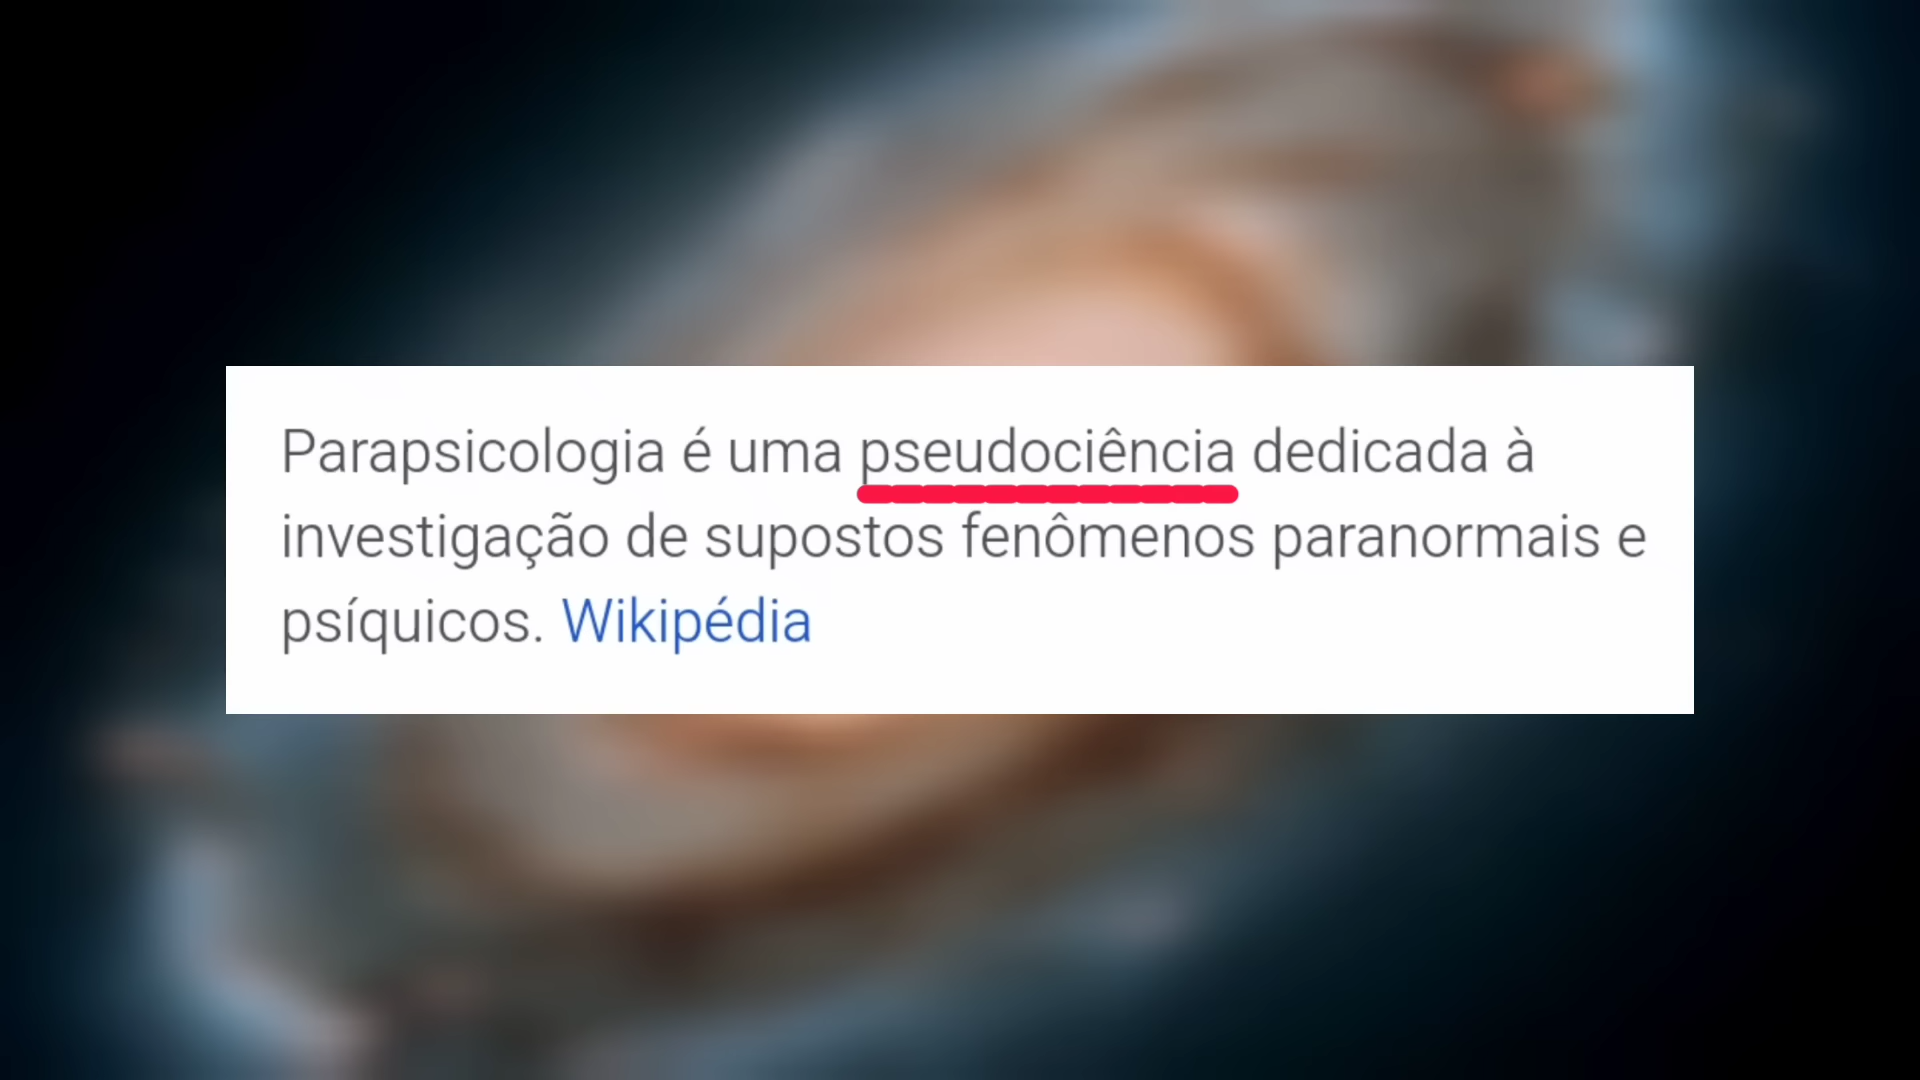 Parapsicologia é uma pseudociência dedicada à
investigação de supostos fenômenos paranormais e
psíquicos. Wikipédia